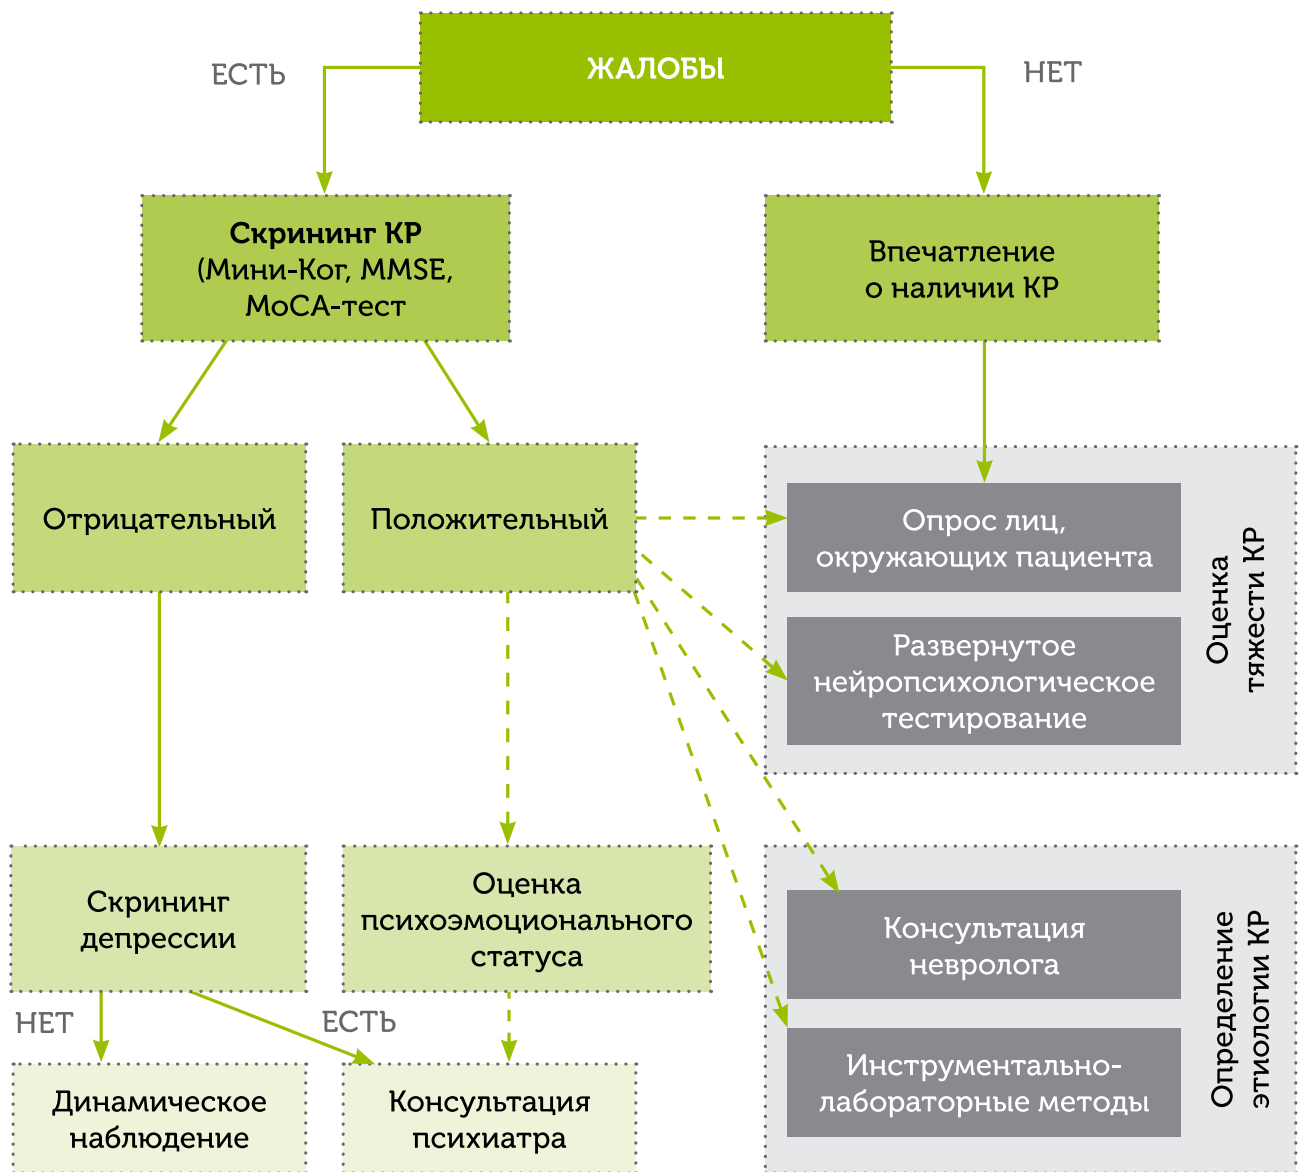 ЖАЛОБЫ
ЕСТЬ
НЕТ
Скрининг КР
(Мини-Ког, MMSE,
МоСА-тест
Впечатление
о наличии КР
Отрицательный
Положительный
Опрос лиц,
окружающих пациента
Развернутое
нейропсихологическое
тестирование
Оценка
тяжести КР
Скрининг
депрессии
Оценка
психоэмоционального
статуса
Консультация
невролога
Инструментально-
лабораторные методы
Определение
этиологии КР
НЕТ
ЕСТЬ
Динамическое
наблюдение
Консультация
психиатра